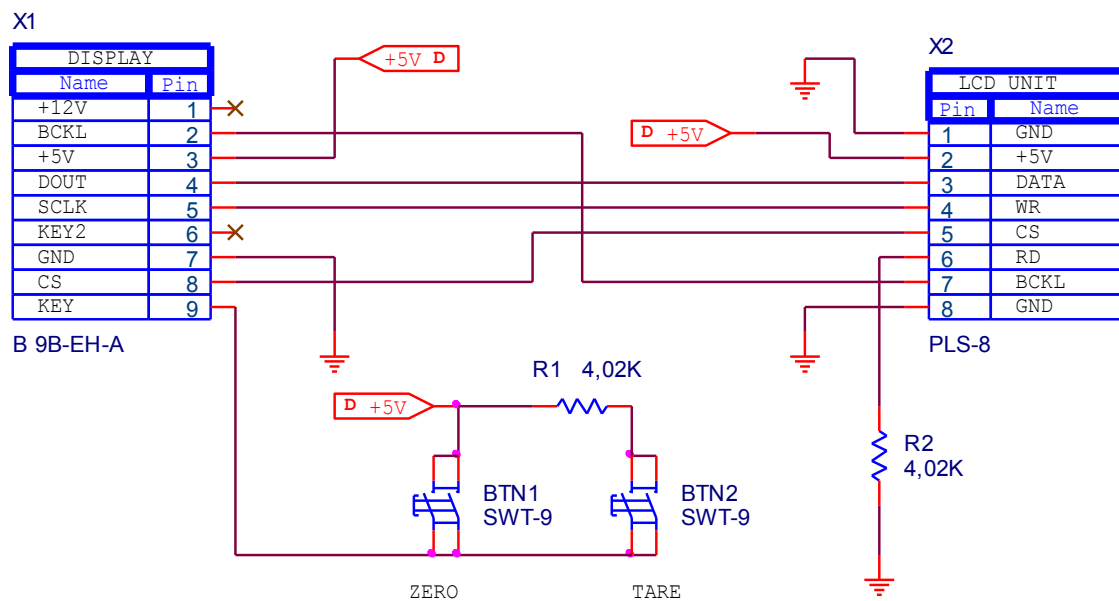 X1
DISPLAY
Name Pin
+12V 1
BCKL 2
+5V 3
DOUT 4
SCLK 5
KEY2 6
GND 7
CS 8
KEY 9
B 9B-EH-A
+5V D
D +5V
X2
LCD UNIT
Pin Name
1 GND
2 +5V
3 DATA
4 WR
5 CS
6 RD
7 BCKL
8 GND
PLS-8
R1 4,02K
D +5V
BTN1
SWT-9
BTN2
SWT-9
R2
4,02K
ZERO TARE